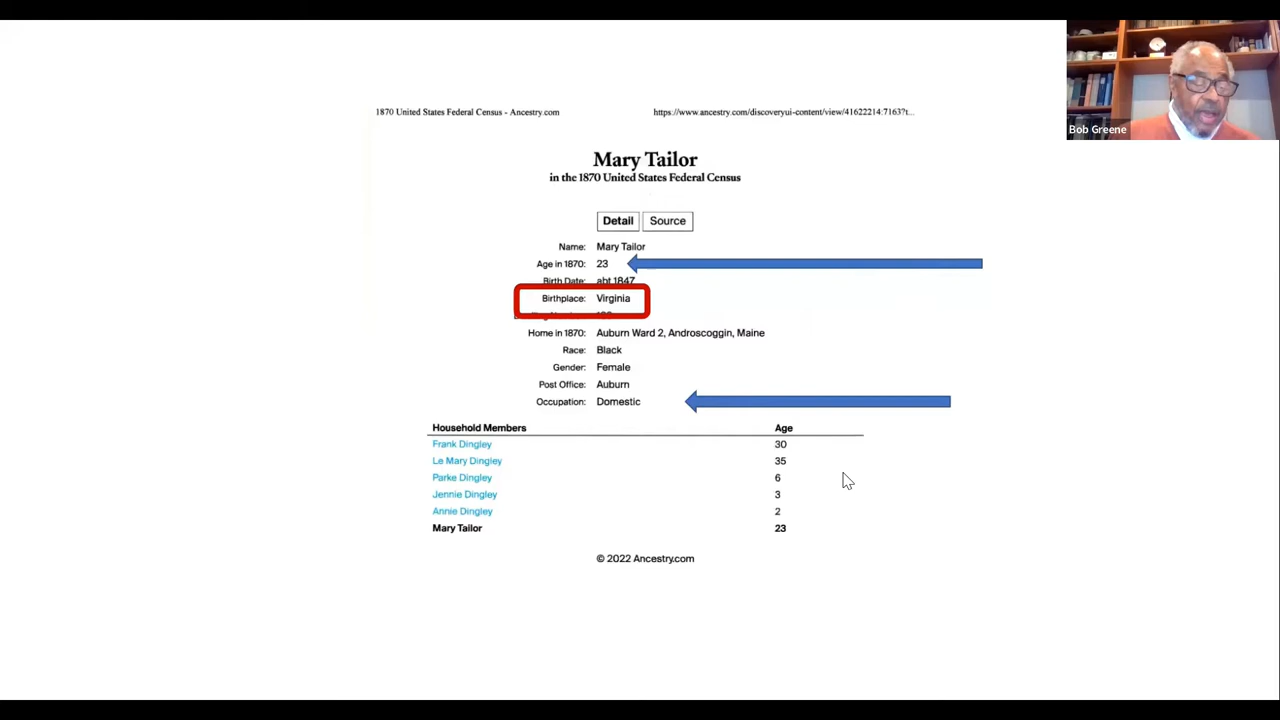 1870 United States Federal Census - Ancestry.com
https://www.ancestry.com/discoveryui-content/view/41622214:7163?t...
Bob Greene
Mary Tailor
in the 1870 United States Federal Census
Detail Source
Name: Mary Tailor
Age in 1870: 23
Birth Date: abt 1847
Birthplace: Virginia
Home in 1870: Auburn Ward 2, Androscoggin, Maine
Race: Black
Gender: Female
Post Office: Auburn
Occupation: Domestic
Household Members Age
Frank Dingley 30
Le Mary Dingley 35
Parke Dingley 6
Jennie Dingley 3
Annie Dingley 2
Mary Tailor 23
© 2022 Ancestry.com